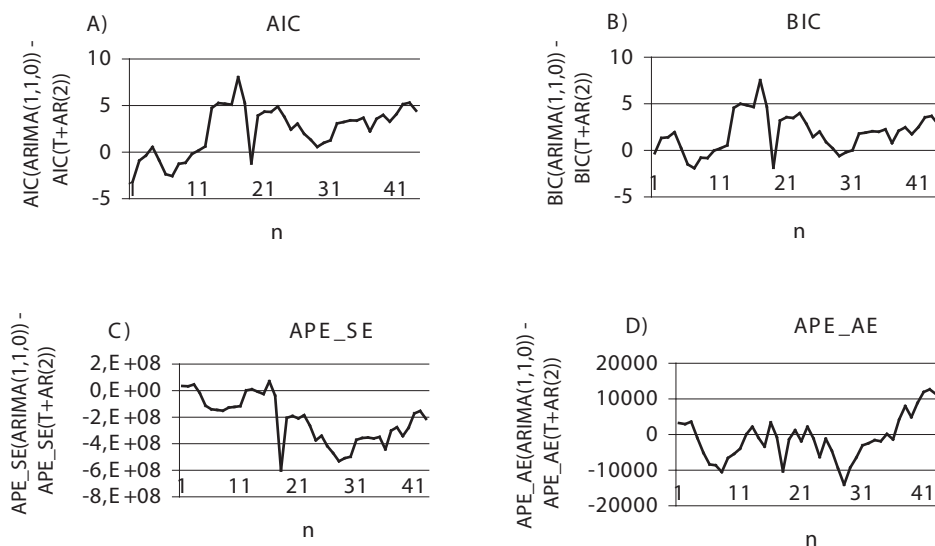 A)
AIC
AIC(ARIMA(1,1,0)) -
AIC(T+AR(2))
10
5
0
-5
1 11 21 31 41
n
B)
BIC
BIC(ARIMA(1,1,0)) -
BIC(T+AR(2))
10
5
0
-5
1 11 21 31 41
n
C)
APE_SE
APE_SE(ARIMA(1,1,0)) -
APE_SE(T+AR(2))
2,E+08
0,E+00
-2,E+08
-4,E+08
-6,E+08
-8,E+08
1 11 21 31 41
n
D)
APE_AE
APE_AE(ARIMA(1,1,0)) -
APE_AE(T+AR(2))
20000
10000
0
-10000
-20000
1 11 21 31 41
n